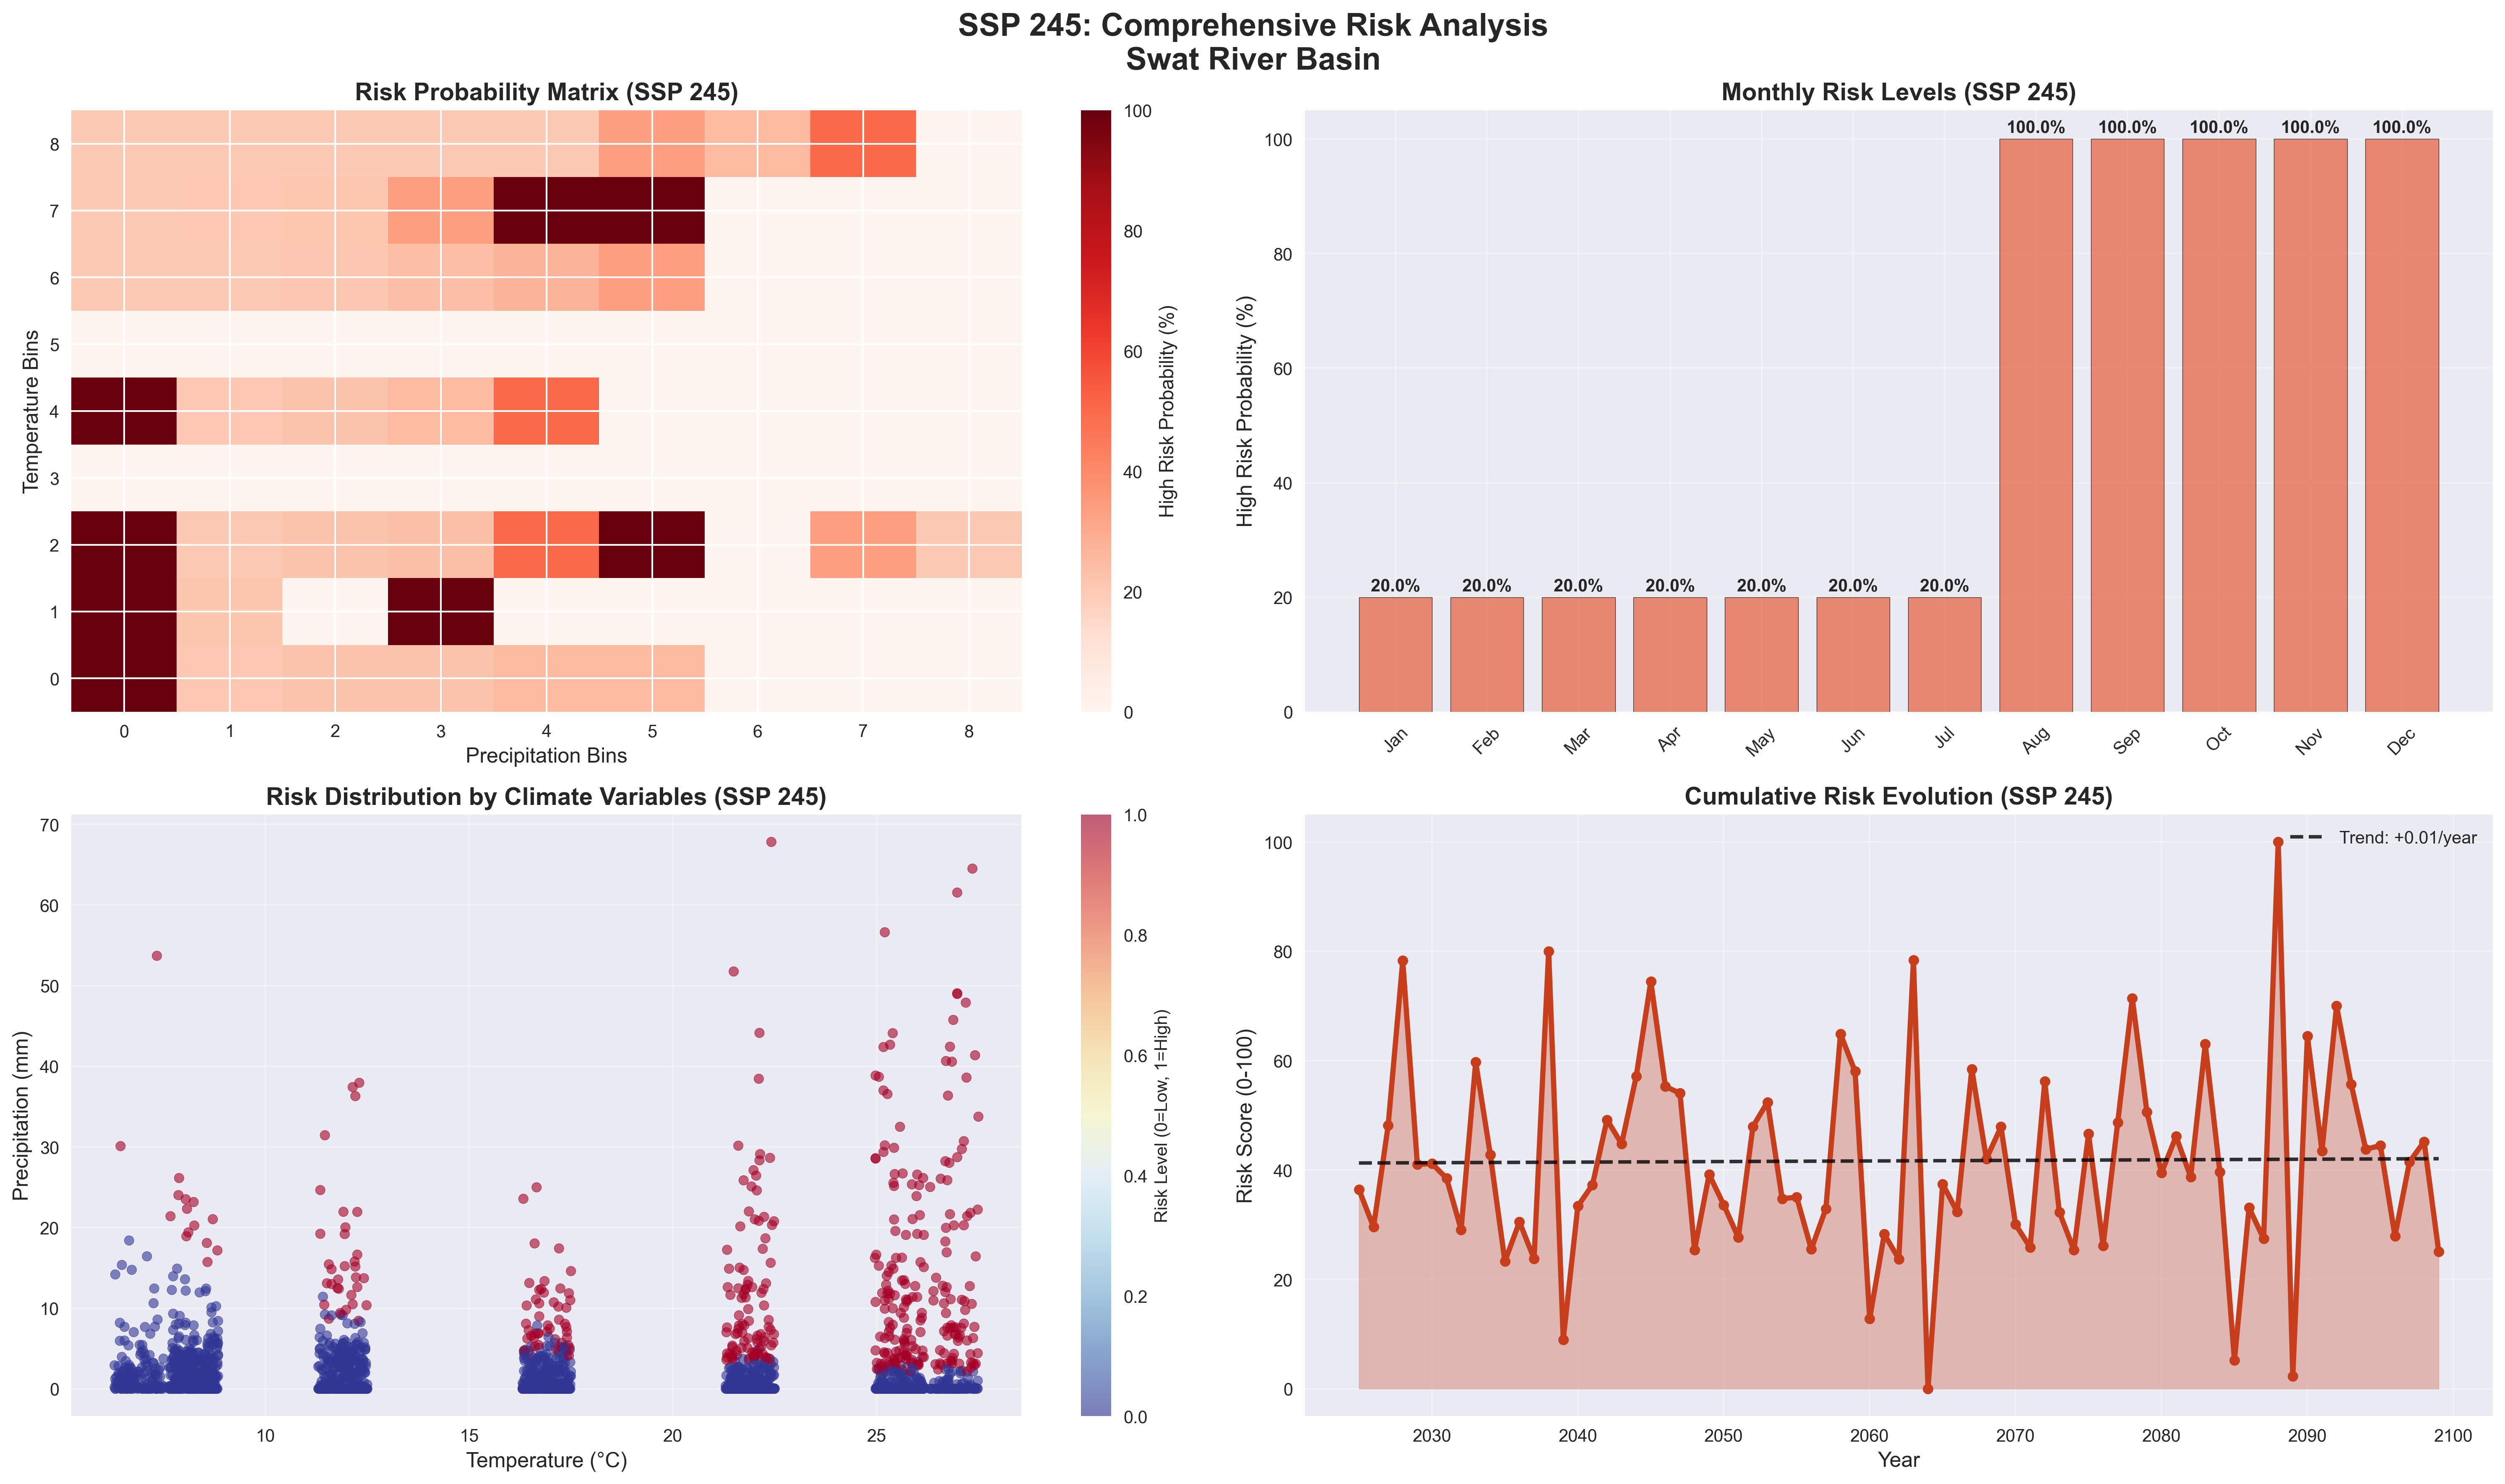 SSP 245: Comprehensive Risk Analysis
Swat River Basin
Risk Probability Matrix (SSP 245)
Temperature Bins
8
7
6
5
4
3
2
1
0
0 1 2 3 4 5 6 7 8
Precipitation Bins
100
80
60
40
20
0
High Risk Probability (%)
Monthly Risk Levels (SSP 245)
High Risk Probability (%)
100
80
60
40
20
0
20.0% 20.0% 20.0% 20.0% 20.0% 20.0% 20.0% 100.0% 100.0% 100.0% 100.0% 100.0%
Jan Feb Mar Apr May Jun Jul Aug Sep Oct Nov Dec
Risk Distribution by Climate Variables (SSP 245)
Precipitation (mm)
70
60
50
40
30
20
10
0
10 15 20 25
Temperature (°C)
1.0
0.8
0.6
0.4
0.2
0.0
Risk Level (0=Low, 1=High)
Cumulative Risk Evolution (SSP 245)
Trend: +0.01/year
Risk Score (0-100)
100
80
60
40
20
0
2030 2040 2050 2060 2070 2080 2090 2100
Year